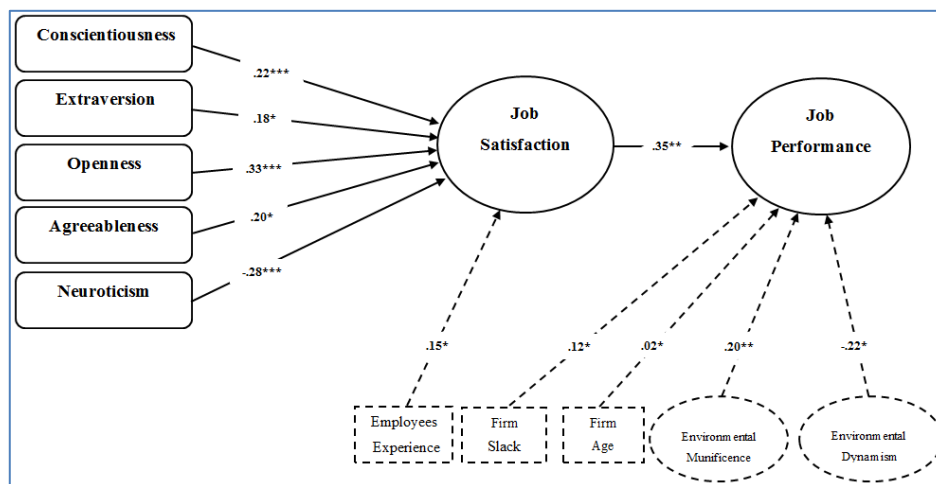 Conscientiousness
.22***
Extraversion
.18*
Job
Satisfaction
Job
Performance
.35**
Openness
.33***
Agreeableness
.20*
Neuroticism
-.28***
.15*
.12*
.02*
.20**
-.22*
Employees
Experience
Firm
Slack
Firm
Age
Environmental
Munificence
Environmental
Dynamism